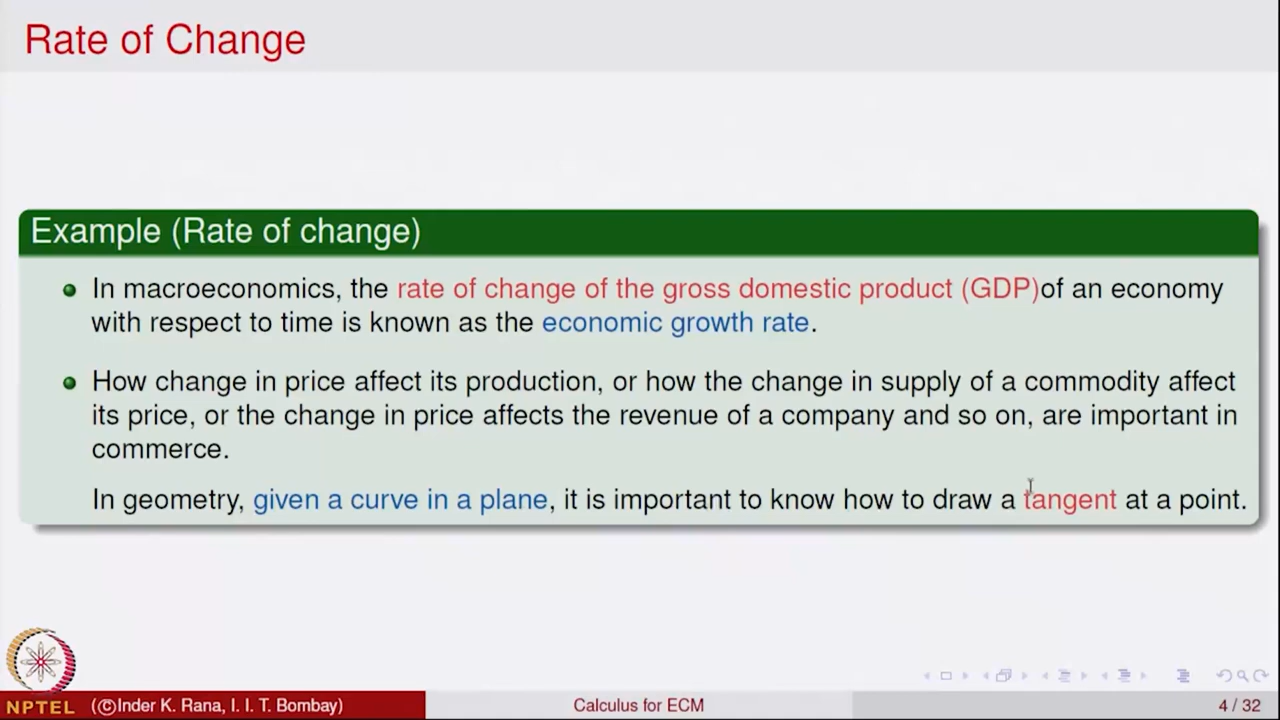 Rate of Change
Example (Rate of change)
In macroeconomics, the rate of change of the gross domestic product (GDP)of an economy
with respect to time is known as the economic growth rate.
How change in price affect its production, or how the change in supply of a commodity affect
its price, or the change in price affects the revenue of a company and so on, are important in
commerce.
In geometry, given a curve in a plane, it is important to know how to draw a tangent at a point.
NPTEL (©Inder K. Rana, I. I. T. Bombay) Calculus for ECM 4 / 32